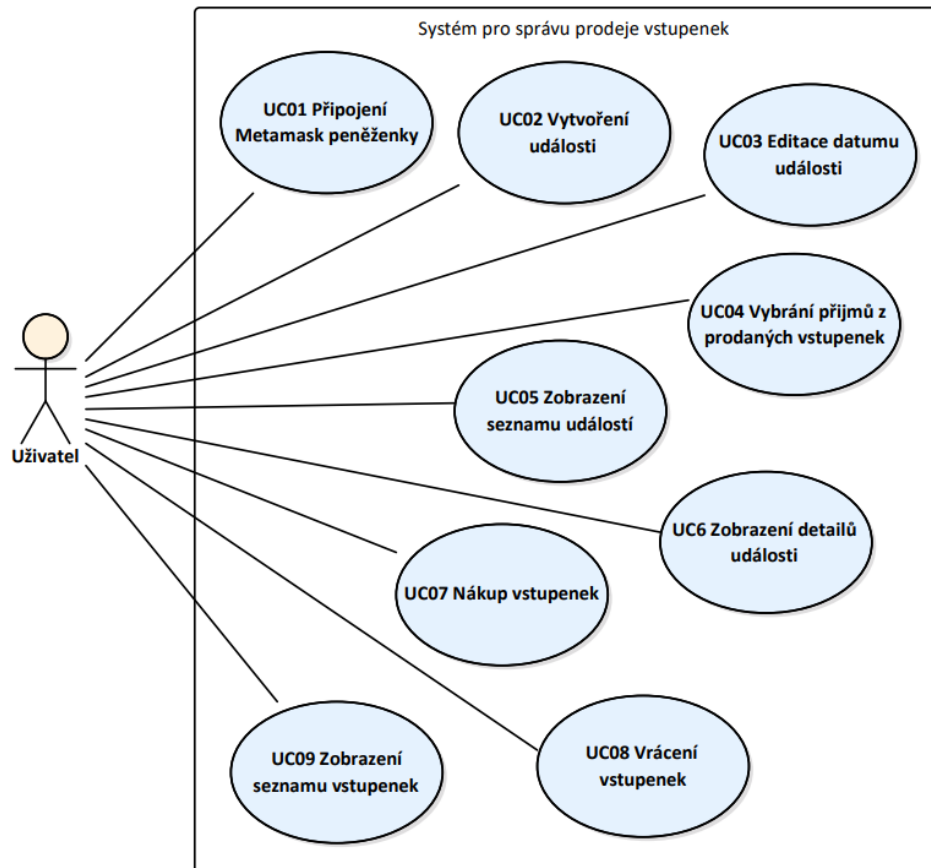 Systém pro správu prodeje vstupenek
UC01 Připojení
Metamask peněženky
UC02 Vytvoření
události
UC03 Editace datumu
události
UC04 Vybrání přijmů z
prodaných vstupenek
UC05 Zobrazení
seznamu událostí
Uživatel
UC6 Zobrazení detailů
události
UC07 Nákup vstupenek
UC09 Zobrazení
seznamu vstupenek
UC08 Vrácení
vstupenek